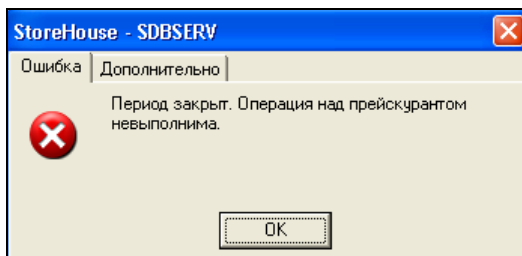 StoreHouse - SDBSERV
Ошибка Дополнительно
Период закрыт. Операция над прейскурантом
невыполнима.
OK